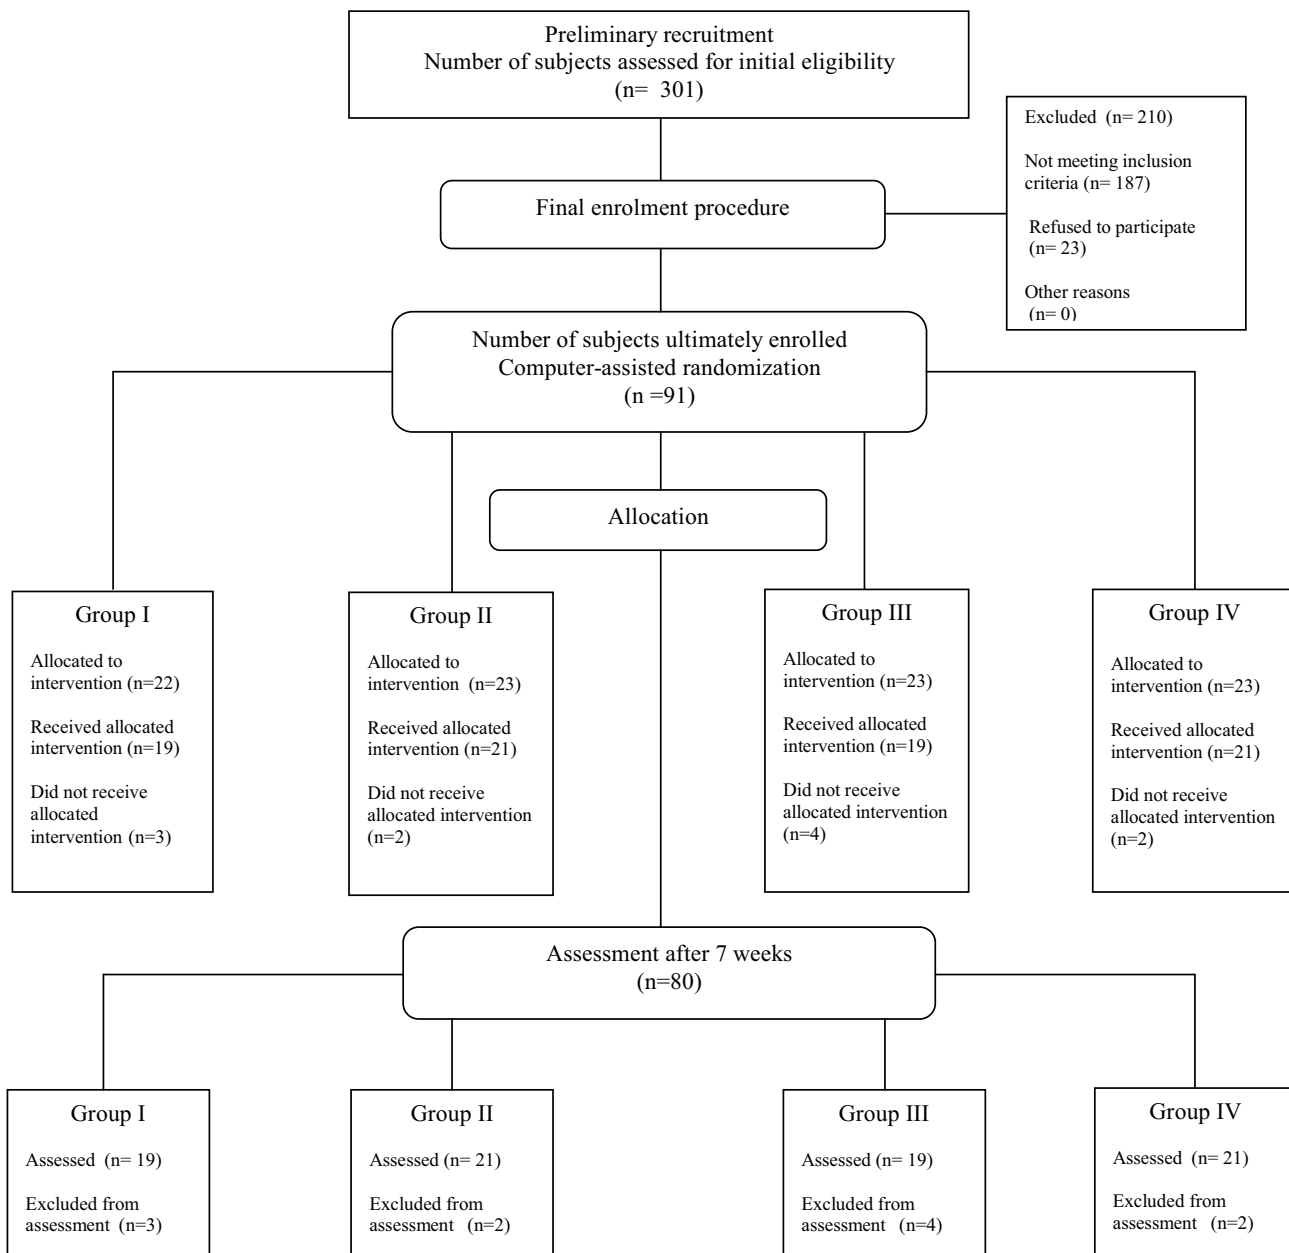 Preliminary recruitment
Number of subjects assessed for initial eligibility
(n=  301)
Excluded  (n= 210)
Not meeting inclusion
criteria (n= 187)
Refused to participate
(n= 23)
Other reasons
(n= 0)
Final enrolment procedure
Number of subjects ultimately enrolled
Computer-assisted randomization
(n =91)
Allocation
Group I
Allocated to
intervention (n=22)
Received allocated
intervention (n=19)
Did not receive
allocated
intervention (n=3)
Group II
Allocated to
intervention  (n=23)
Received allocated
intervention (n=21)
Did not receive
allocated intervention
(n=2)
Group III
Allocated to
intervention (n=23)
Received allocated
intervention (n=19)
Did not receive
allocated intervention
(n=4)
Group IV
Allocated to
intervention (n=23)
Received allocated
intervention (n=21)
Did not receive
allocated intervention
(n=2)
Assessment after 7 weeks
(n=80)
Group I
Assessed  (n= 19)
Excluded from
assessment (n=3)
Group II
Assessed (n= 21)
Excluded from
assessment  (n=2)
Group III
Assessed (n= 19)
Excluded from
assessment  (n=4)
Group IV
Assessed  (n= 21)
Excluded from
assessment  (n=2)